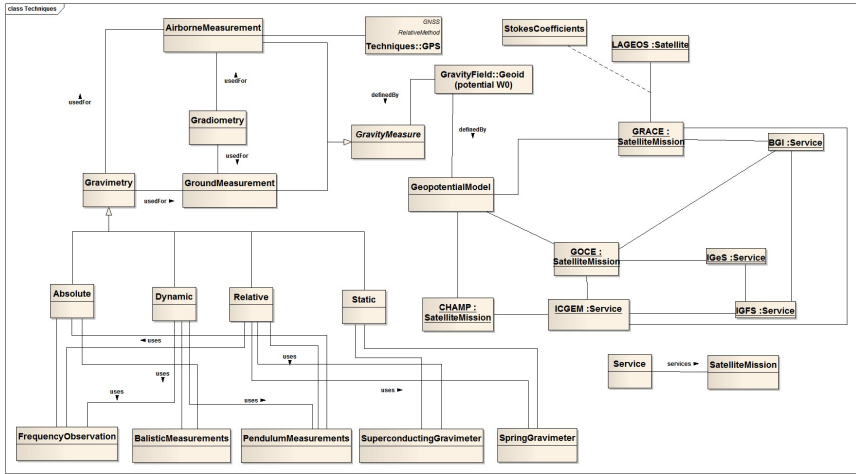 class Techniques
AirborneMeasurement
GNSS
RelativeMethod
Techniques::GPS
StokesCoefficients
LAGEOS :Satellite
usedFor
usedFor
Gradiometry
definedBy
GravityField::Geoid
(potential W0)
GravityMeasure
definedBy
GRACE :
SatelliteMission
BGI :Service
usedFor
Gravimetry
usedFor ►
GroundMeasurement
GeopotentialModel
GOCE :
SatelliteMission
IGeS :Service
Absolute
Dynamic
Relative
Static
CHAMP :
SatelliteMission
ICGEM :Service
IGFS :Service
◄ uses
uses
uses
uses
uses ►
uses ►
Service
services ►
SatelliteMission
FrequencyObservation
BalisticMeasurements
PendulumMeasurements
SuperconductingGravimeter
SpringGravimeter